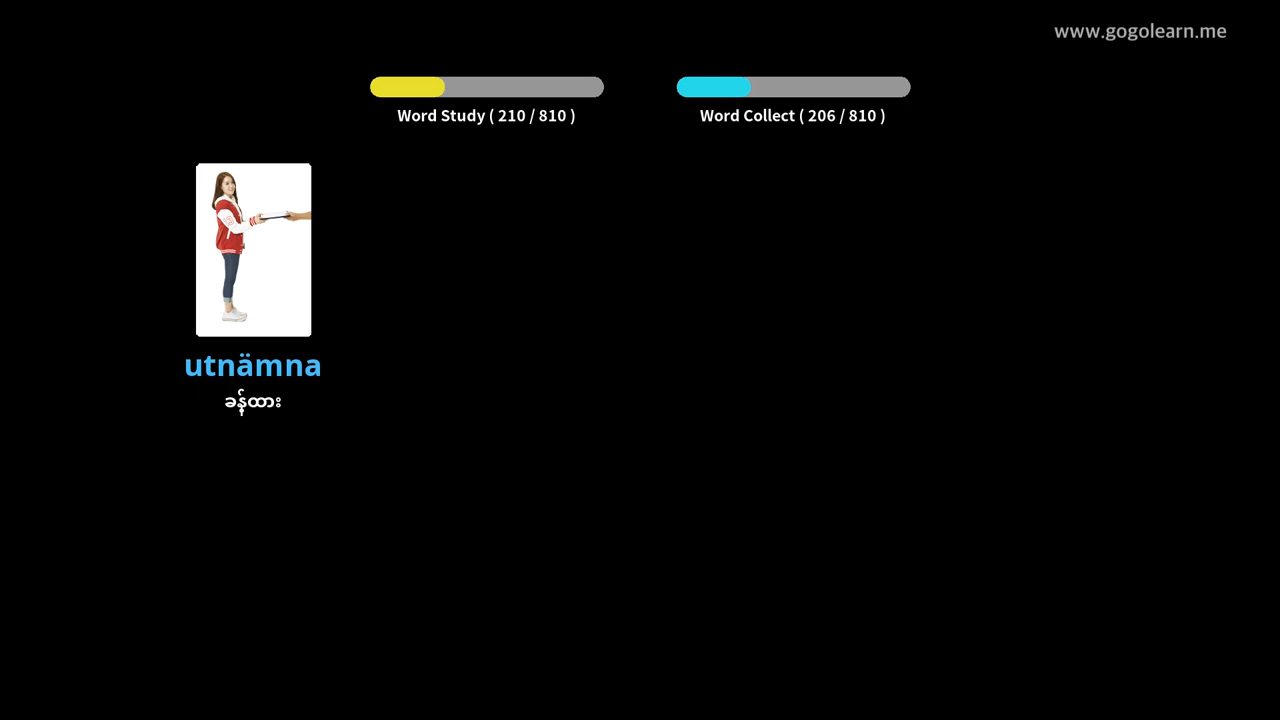 www.gogolearn.me
Word Study ( 210 / 810 )
Word Collect ( 206 / 810 )
utnämna
ခန့်ထား